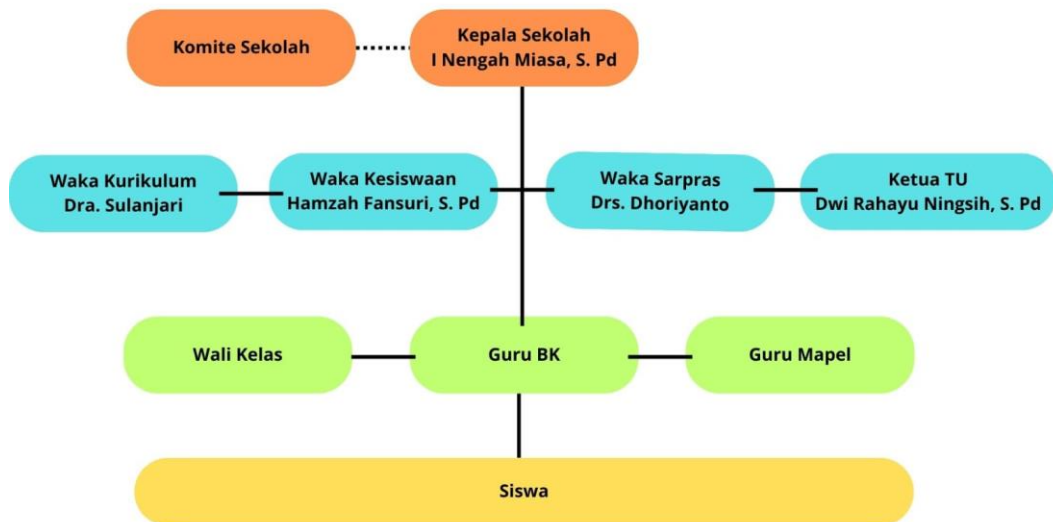 Komite Sekolah
Kepala Sekolah
I Nengah Miasa, S. Pd
Waka Kurikulum
Dra. Sulanjari
Waka Kesiswaan
Hamzah Fansuri, S. Pd
Waka Sarpras
Drs. Dhoriyanto
Ketua TU
Dwi Rahayu Ningsih, S. Pd
Wali Kelas
Guru BK
Guru Mapel
Siswa